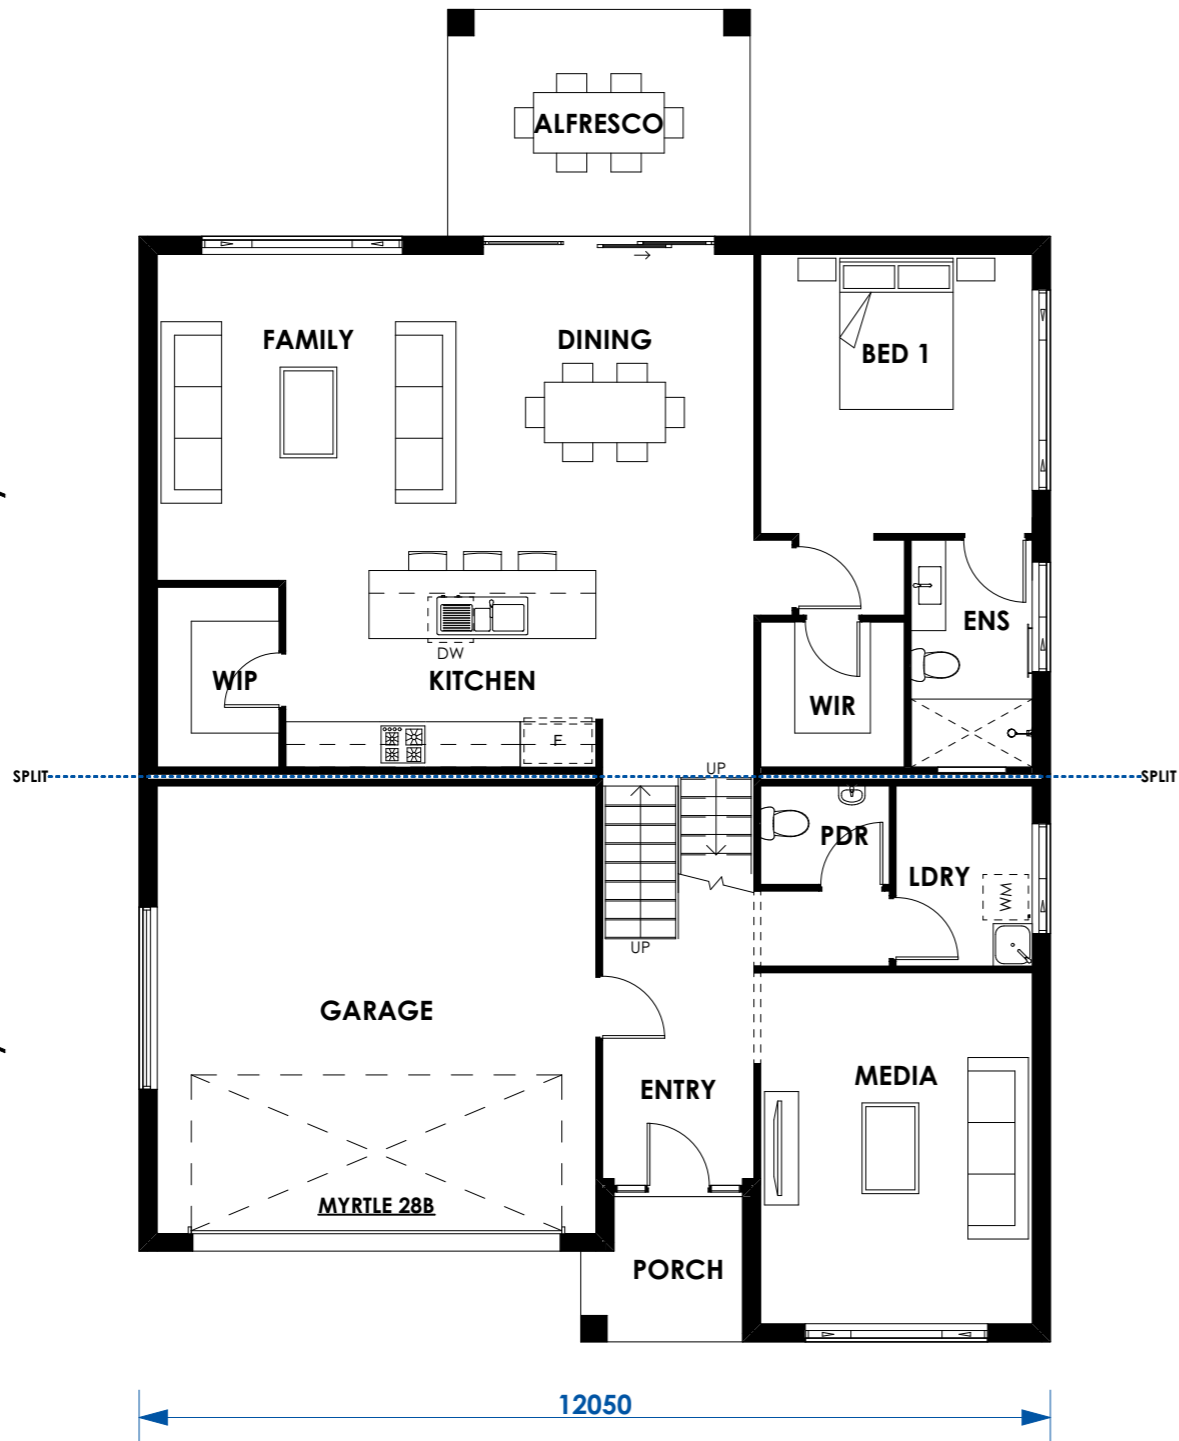 ALFRESCO
FAMILY
DINING
BED 1
ENS
DW
WIP
KITCHEN
WIR
F
SPLIT
SPLIT
UP
PDR
LDRY
WM
UP
GARAGE
MEDIA
ENTRY
MYRTLE 28B
PORCH
12050